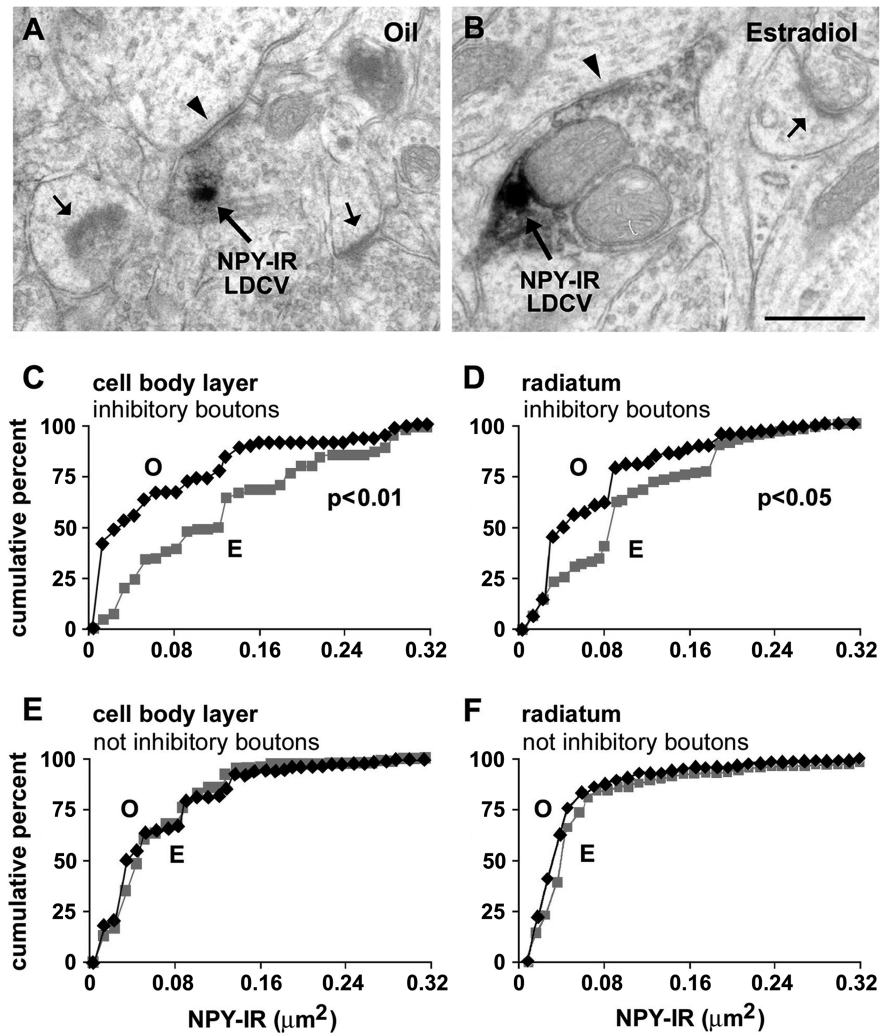 A
Oil
NPY-IR
LDCV
B
Estradiol
NPY-IR
LDCV
C
cell body layer
inhibitory boutons
cumulative percent
100
75
50
25
0
O
E
p<0.01
0
0.08
0.16
0.24
0.32
D
radiatum
inhibitory boutons
100
75
50
25
0
O
E
p<0.05
0
0.08
0.16
0.24
0.32
E
cell body layer
not inhibitory boutons
cumulative percent
100
75
50
25
0
O
E
0
0.08
0.16
0.24
0.32
NPY-IR (μm²)
F
radiatum
not inhibitory boutons
100
75
50
25
0
O
E
0
0.08
0.16
0.24
0.32
NPY-IR (μm²)